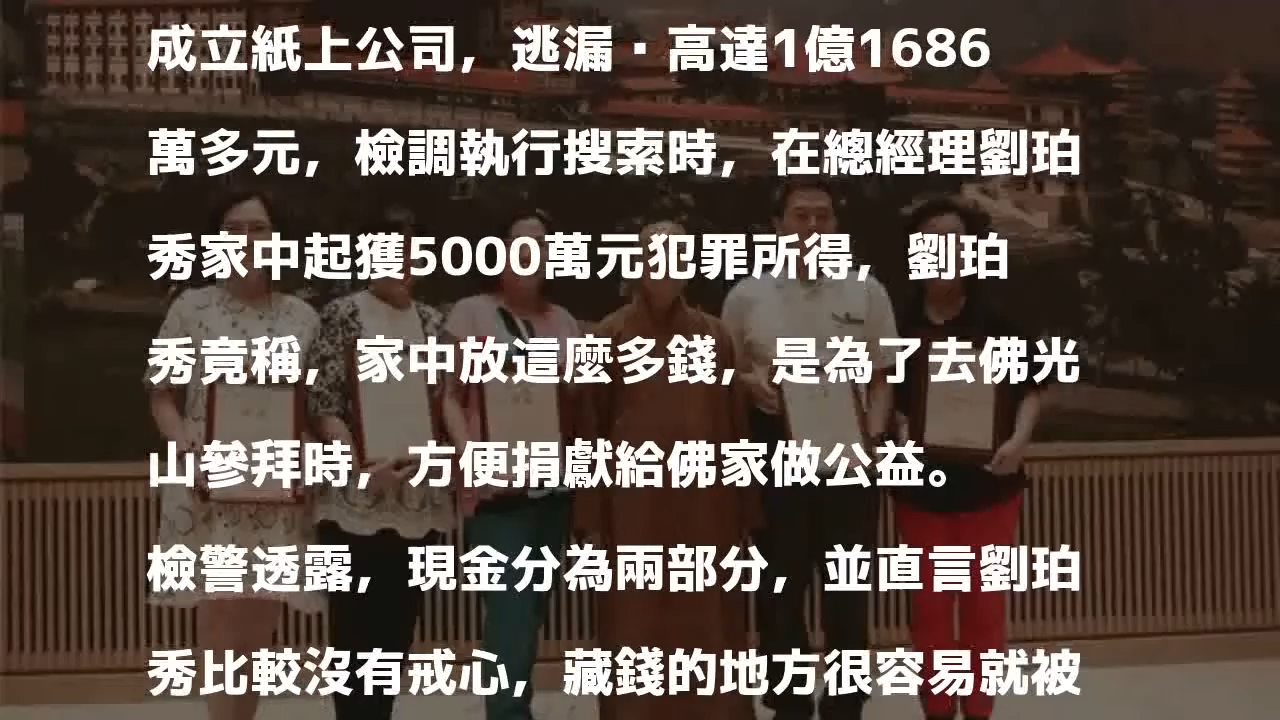 成立紙上公司，逃漏▪高達1億1686
萬多元，檢調執行搜索時，在總經理劉珀
秀家中起獲5000萬元犯罪所得，劉珀
秀竟稱，家中放這麼多錢，是為了去佛光
山參拜時，方便捐獻給佛家做公益。
檢警透露，現金分為兩部分，並直言劉珀
秀比較沒有戒心，藏錢的地方很容易就被